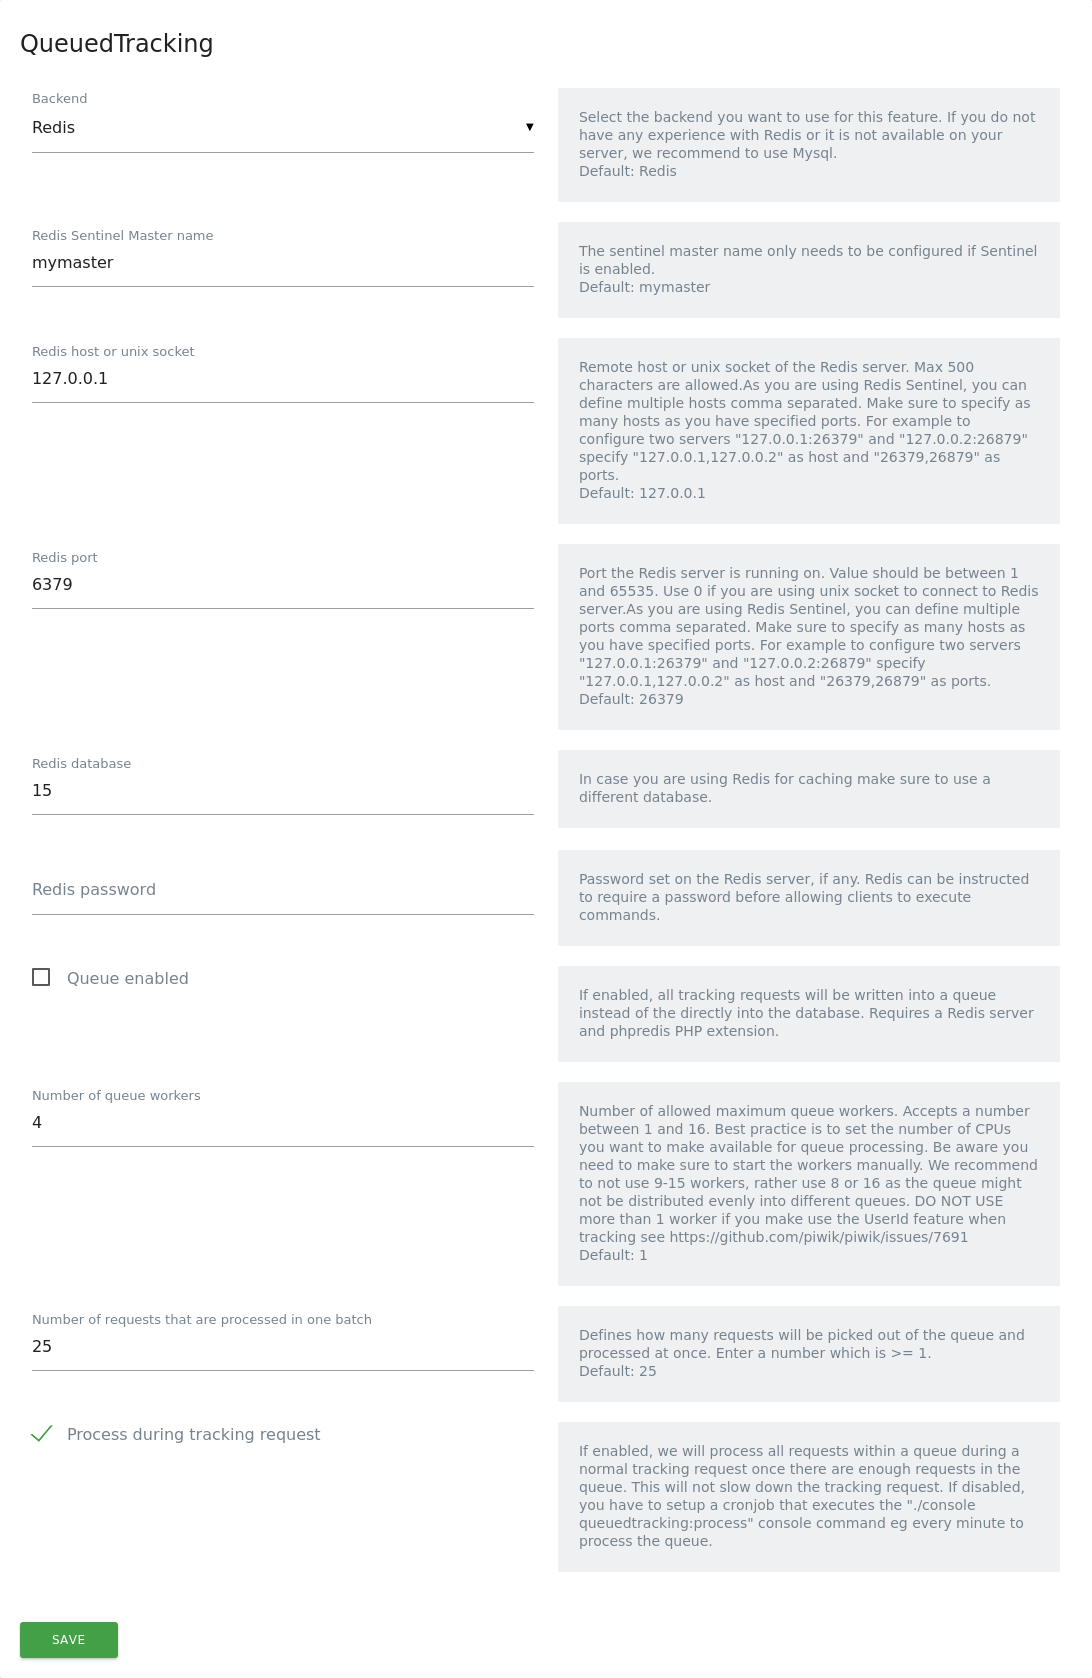 QueuedTracking
Backend
Redis
Select the backend you want to use for this feature. If you do not
have any experience with Redis or it is not available on your
server, we recommend to use Mysql.
Default: Redis
Redis Sentinel Master name
mymaster
The sentinel master name only needs to be configured if Sentinel
is enabled.
Default: mymaster
Redis host or unix socket
127.0.0.1
Remote host or unix socket of the Redis server. Max 500
characters are allowed.As you are using Redis Sentinel, you can
define multiple hosts comma separated. Make sure to specify as
many hosts as you have specified ports. For example to
configure two servers "127.0.0.1:26379" and "127.0.0.2:26879"
specify "127.0.0.1,127.0.0.2" as host and "26379,26879" as
ports.
Default: 127.0.0.1
Redis port
6379
Port the Redis server is running on. Value should be between 1
and 65535. Use 0 if you are using unix socket to connect to Redis
server.As you are using Redis Sentinel, you can define multiple
ports comma separated. Make sure to specify as many hosts as
you have specified ports. For example to configure two servers
"127.0.0.1:26379" and "127.0.0.2:26879" specify
"127.0.0.1,127.0.0.2" as host and "26379,26879" as ports.
Default: 26379
Redis database
15
In case you are using Redis for caching make sure to use a
different database.
Redis password
Password set on the Redis server, if any. Redis can be instructed
to require a password before allowing clients to execute
commands.
Queue enabled
If enabled, all tracking requests will be written into a queue
instead of the directly into the database. Requires a Redis server
and phpredis PHP extension.
Number of queue workers
4
Number of allowed maximum queue workers. Accepts a number
between 1 and 16. Best practice is to set the number of CPUs
you want to make available for queue processing. Be aware you
need to make sure to start the workers manually. We recommend
to not use 9-15 workers, rather use 8 or 16 as the queue might
not be distributed evenly into different queues. DO NOT USE
more than 1 worker if you make use the UserId feature when
tracking see https://github.com/piwik/piwik/issues/7691
Default: 1
Number of requests that are processed in one batch
25
Defines how many requests will be picked out of the queue and
processed at once. Enter a number which is >= 1.
Default: 25
Process during tracking request
If enabled, we will process all requests within a queue during a
normal tracking request once there are enough requests in the
queue. This will not slow down the tracking request. If disabled,
you have to setup a cronjob that executes the "./console
queuedtracking:process" console command eg every minute to
process the queue.
SAVE